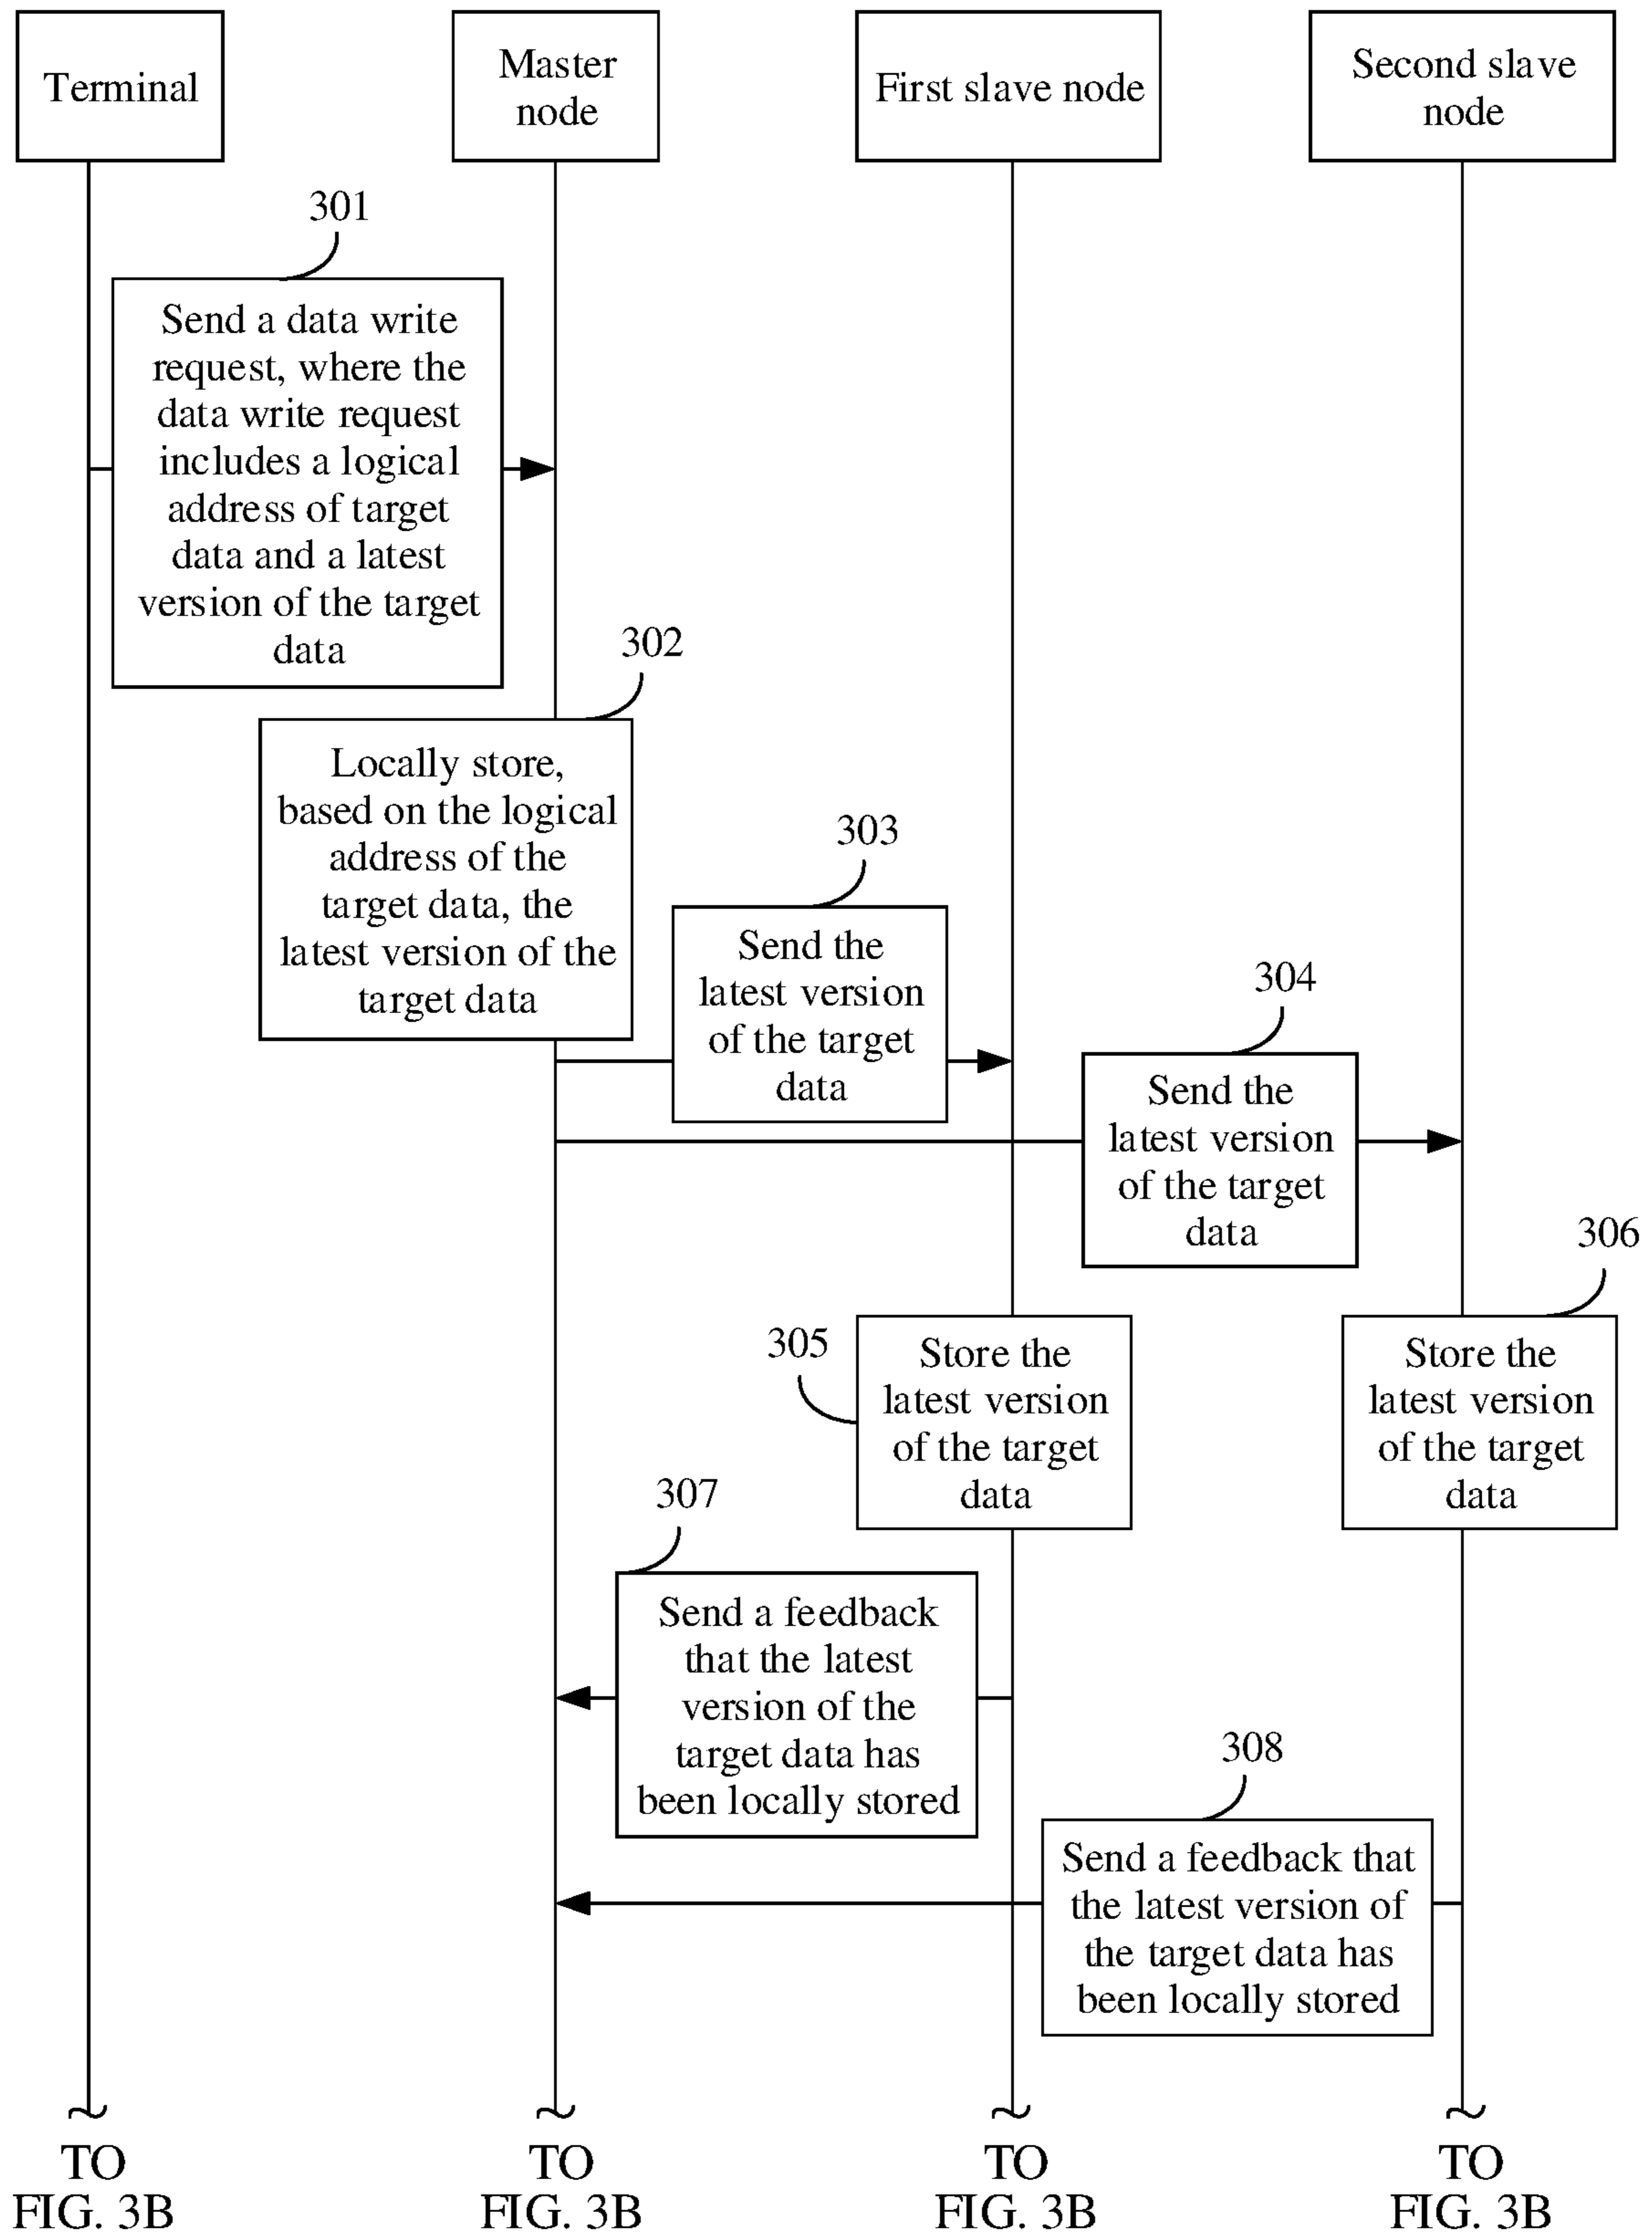 Terminal
Master
node
First slave node
Second slave
node
301
Send a data write
request, where the
data write request
includes a logical
address of target
data and a latest
version of the target
data
302
Locally store,
based on the logical
address of the
target data, the
latest version of the
target data
303
Send the
latest version
of the target
data
304
Send the
latest version
of the target
data
305
Store the
latest version
of the target
data
306
Store the
latest version
of the target
data
307
Send a feedback
that the latest
version of the
target data has
been locally stored
308
Send a feedback that
the latest version of
the target data has
been locally stored
TO
FIG. 3B
TO
FIG. 3B
TO
FIG. 3B
TO
FIG. 3B